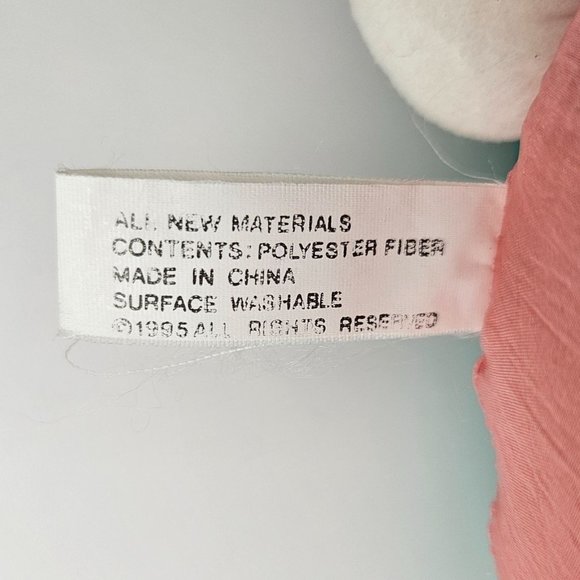 ALL NEW MATERIALS
CONTENTS: POLYESTER FIBER
MADE IN CHINA
SURFACE WASHABLE
©1995 ALL RIGHTS RESERVED